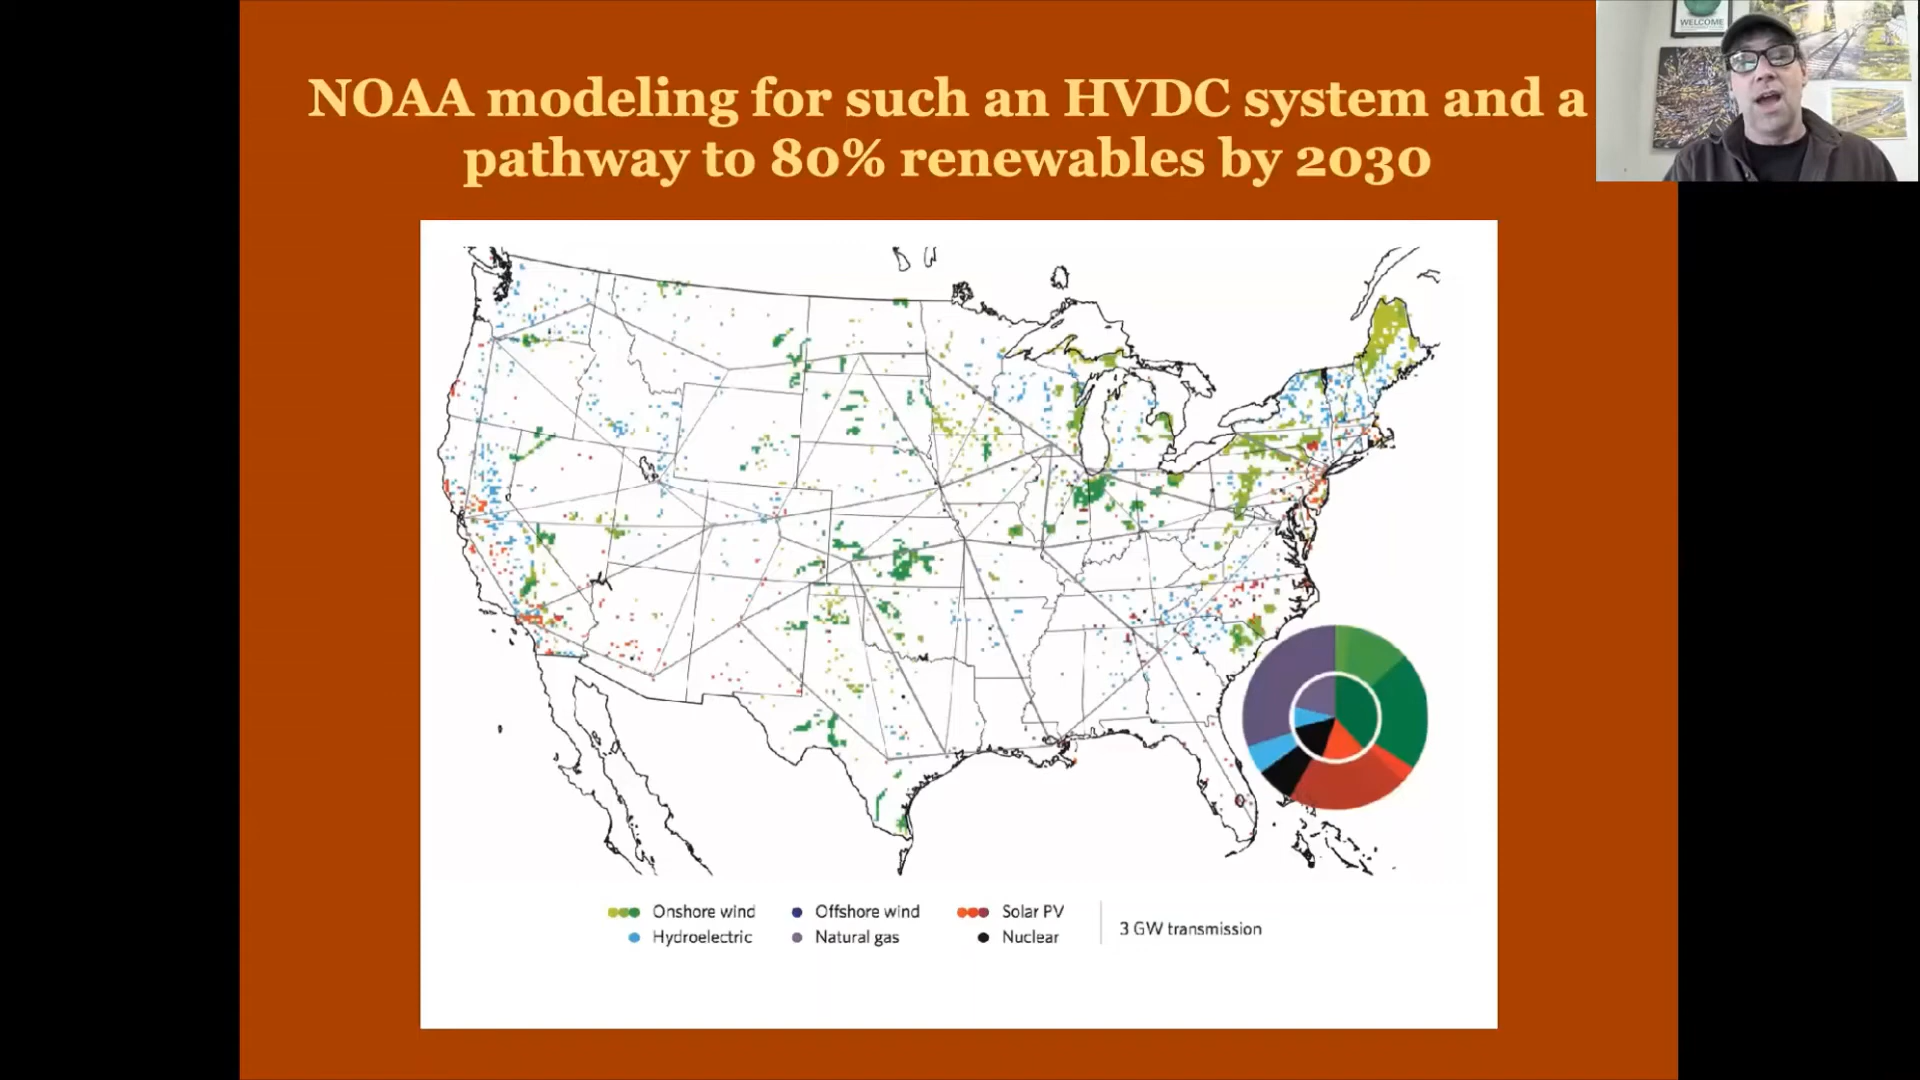 NOAA modeling for such an HVDC system and a
pathway to 80% renewables by 2030
WELCOME
Onshore wind
Offshore wind
Solar PV
Hydroelectric
Natural gas
Nuclear
3 GW transmission